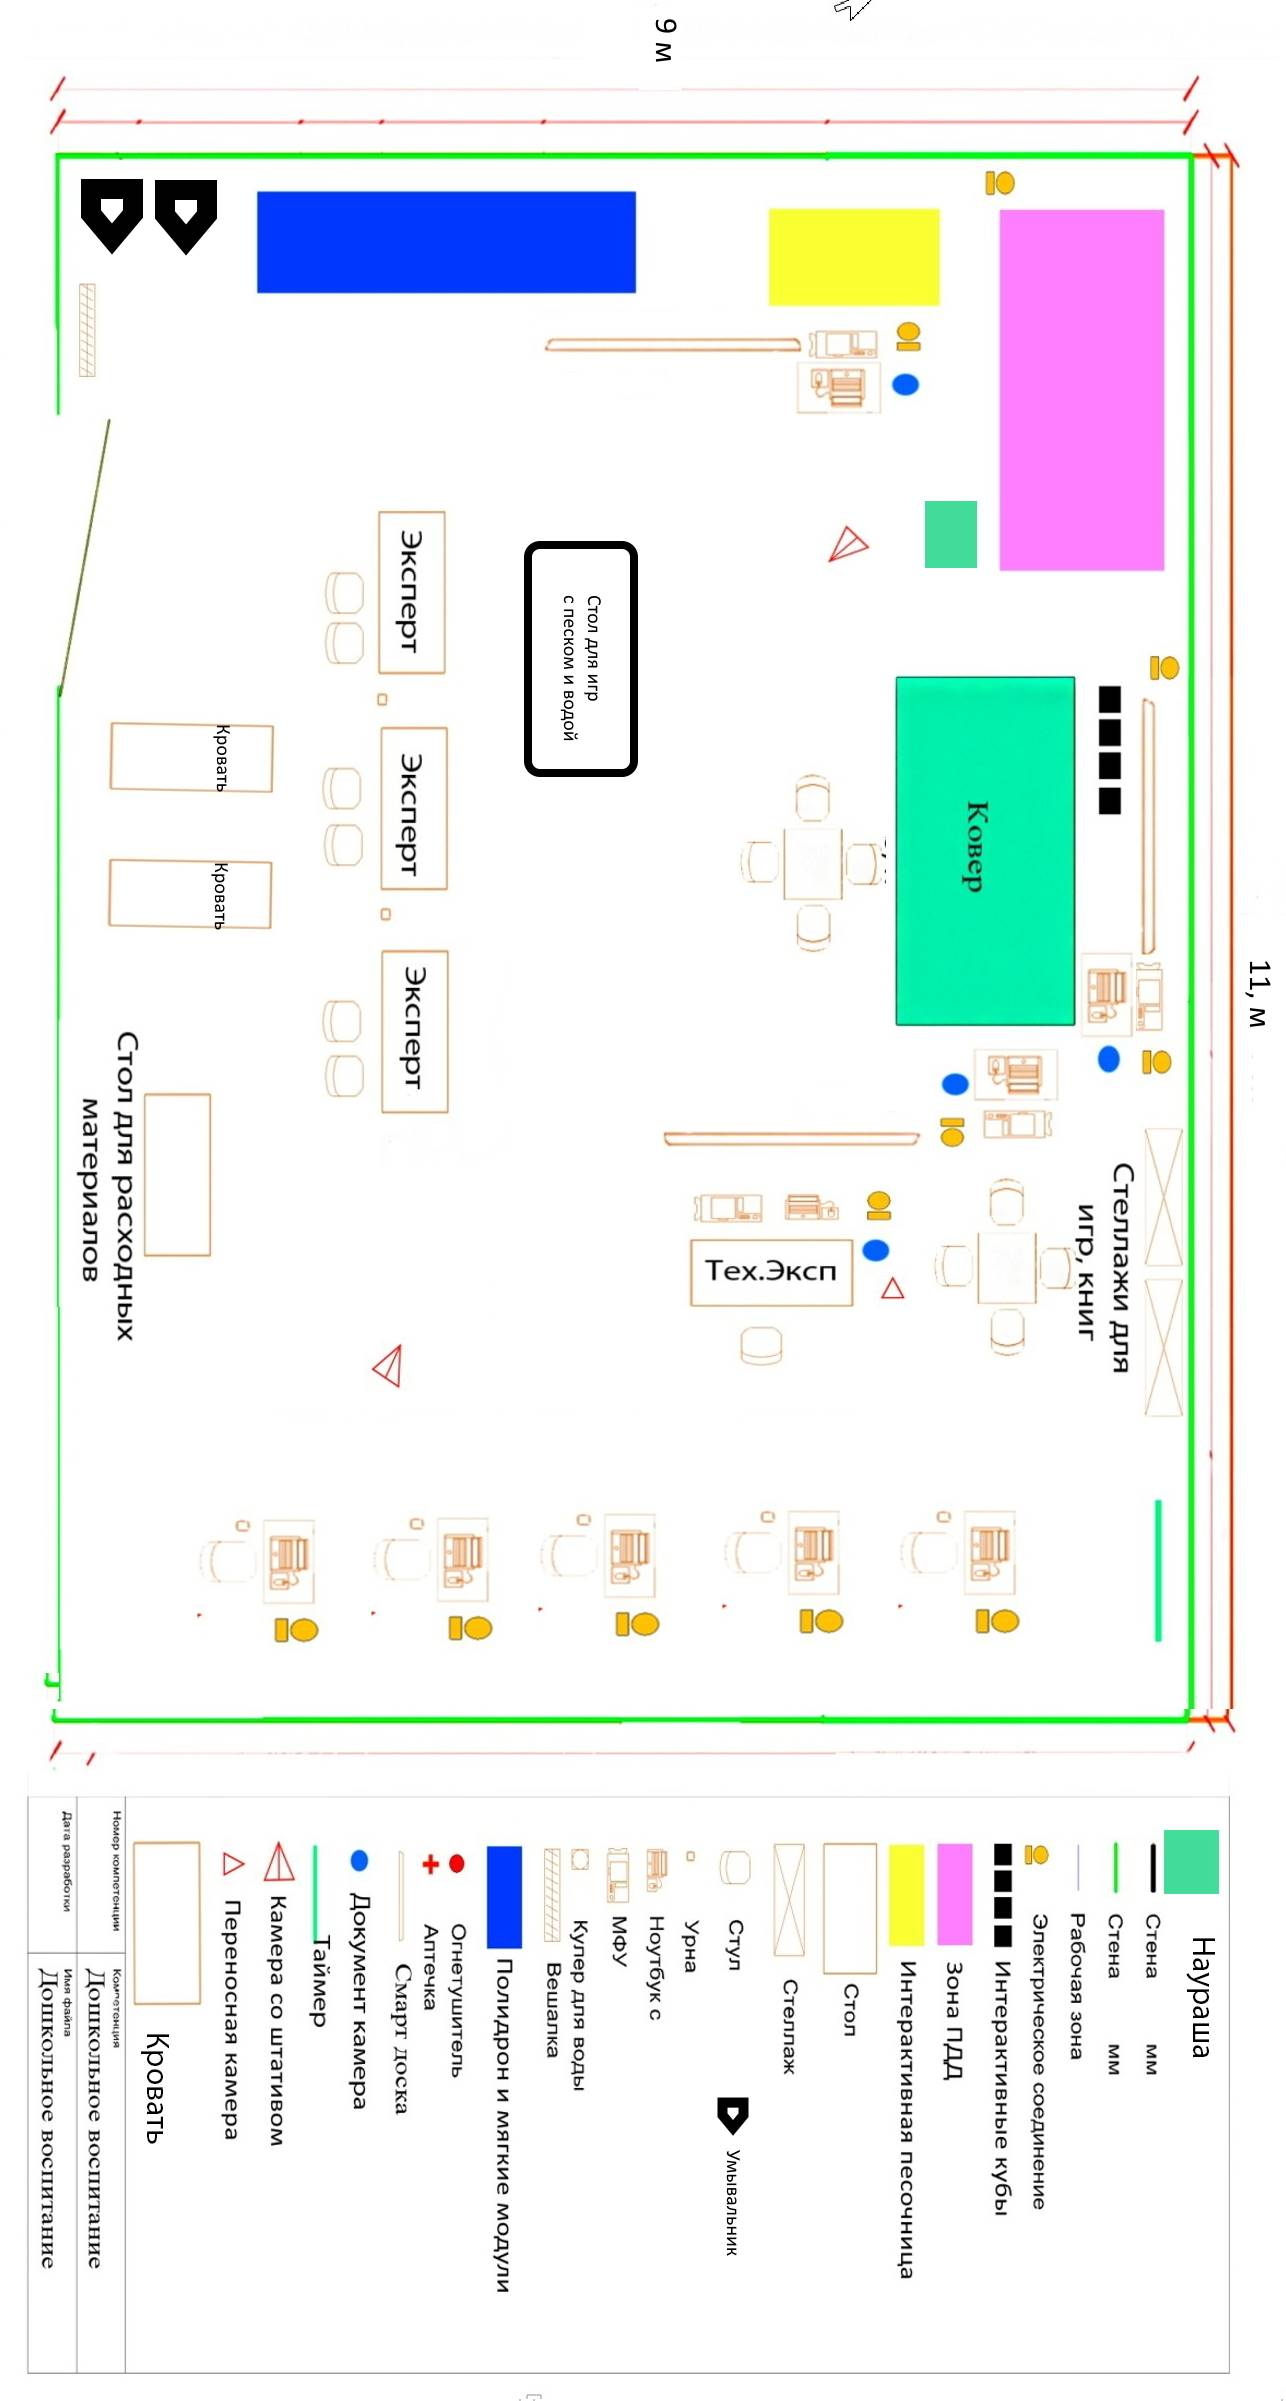 9 м
11, м
Эксперт
Эксперт
Эксперт
Стол для игр
с песком и водой
Ковер
Кровать
Кровать
Стол для расходных
материалов
Тех.Эксп
Стеллажи для
игр, книг
Наураша
Стена мм
Стена мм
Рабочая зона
Электрическое соединение
Интерактивные кубы
Зона ПДД
Интерактивная песочница
Стол
Стеллаж
Стул
Умывальник
Урна
Ноутбук с
МФУ
Кулер для воды
Вешалка
Полидрон и мягкие модули
Огнетушитель
Аптечка
Смарт доска
Документ камера
Таймер
Камера со штативом
Переносная камера
Кровать
Номер компетенции
Компетенция
Дошкольное воспитание
Дата разработки
Имя файла
Дошкольное воспитание